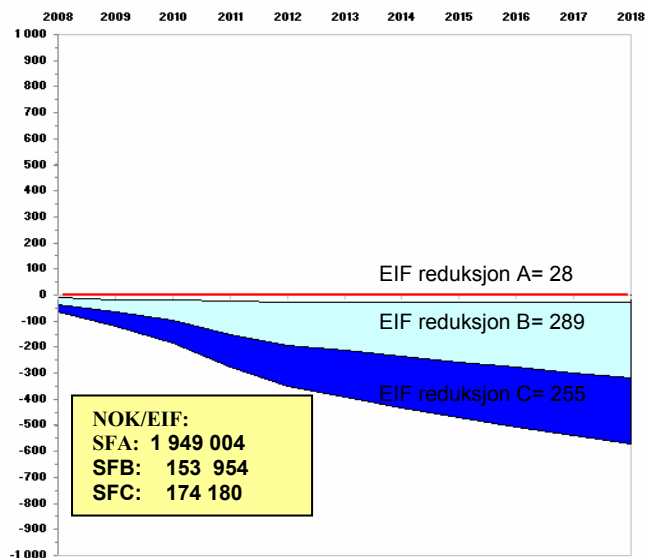 2008 2009 2010 2011 2012 2013 2014 2015 2016 2017 2018
1 000
900
800
700
600
500
400
300
200
100
EIF reduksjon A= 28
0
-100
EIF reduksjon B= 289
-200
-300
EIF reduksjon C= 255
-400
NOK/EIF:
-500
SFA: 1 949 004
-600
SFB: 153 954
-700
SFC: 174 180
-800
-900
-1 000